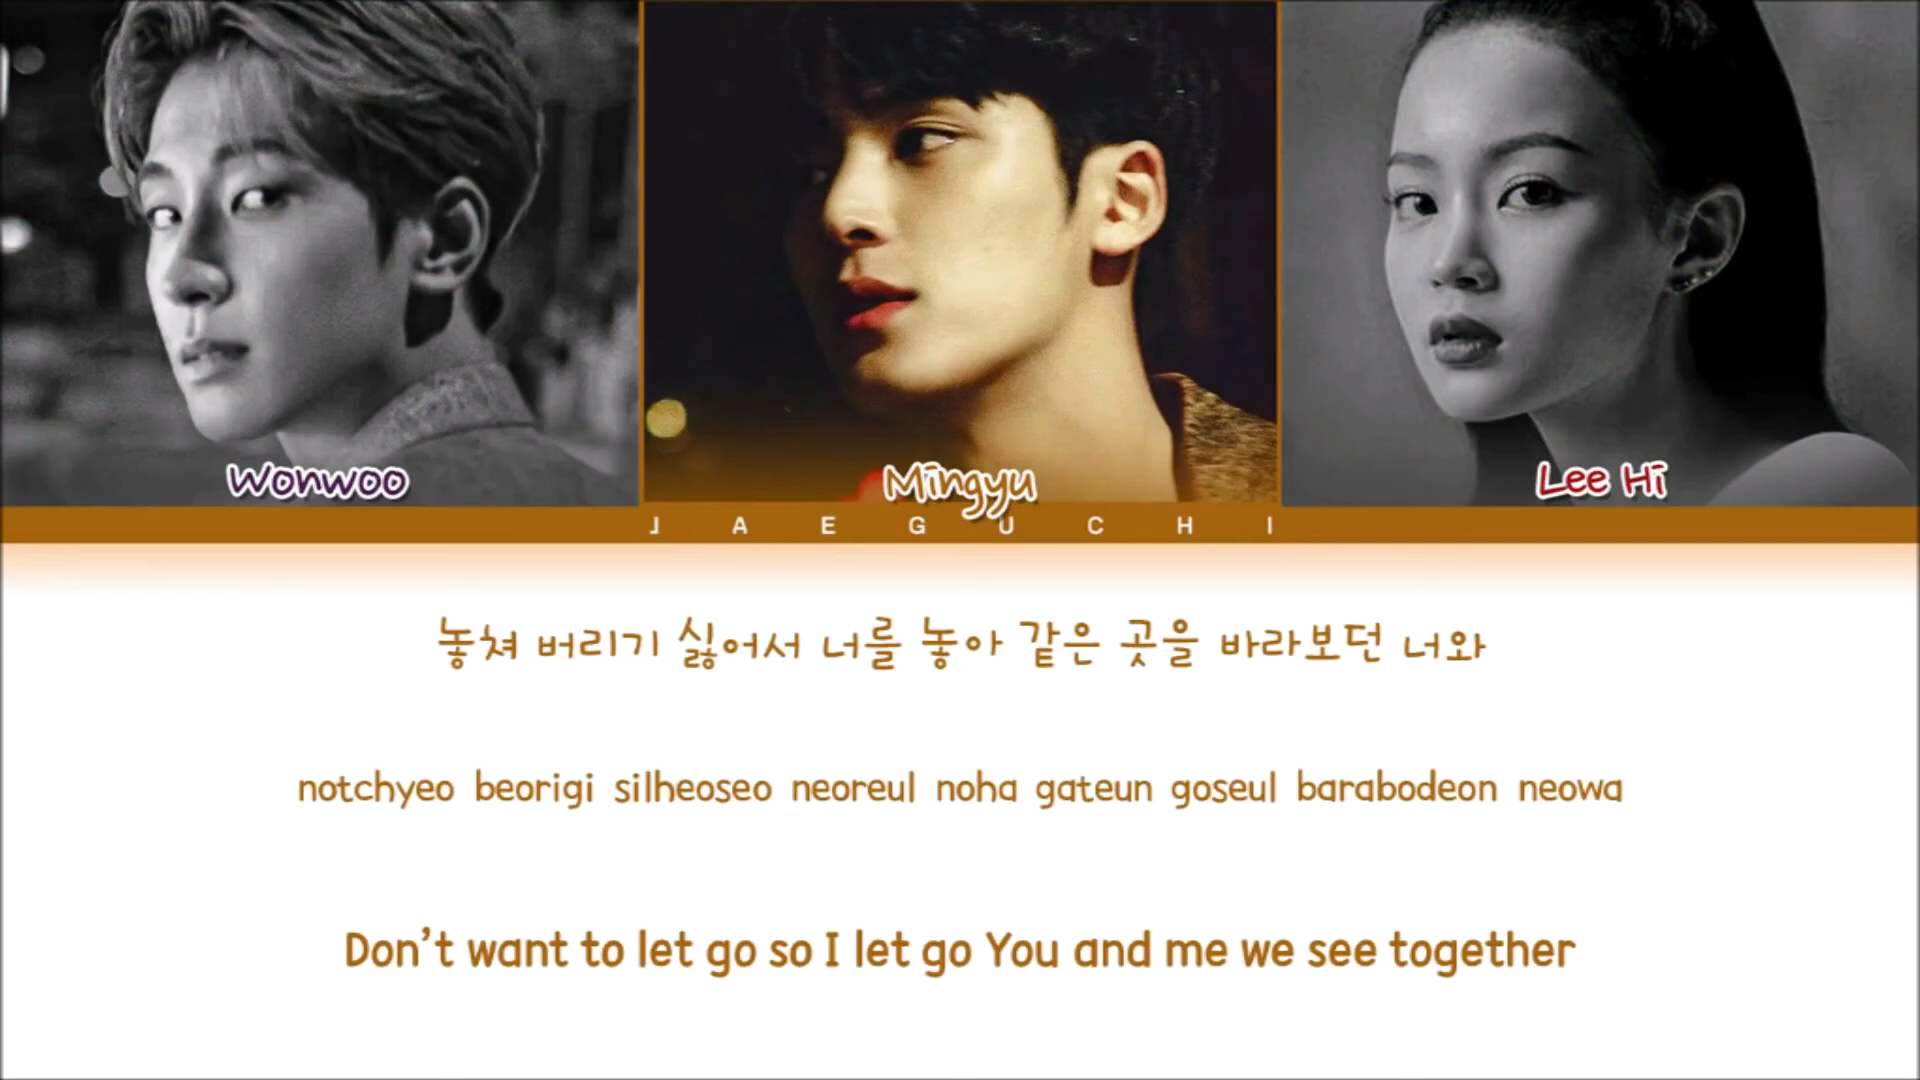 Wonwoo
Mingyu
Lee Hi
JAEGUCHI
놓쳐 버리기 싫어서 너를 놓아 같은 곳을 바라보던 너와
notchyeo beorigi silheoseo neoreul noha gateun goseul barabodeon neowa
Don't want to let go so I let go You and me we see together